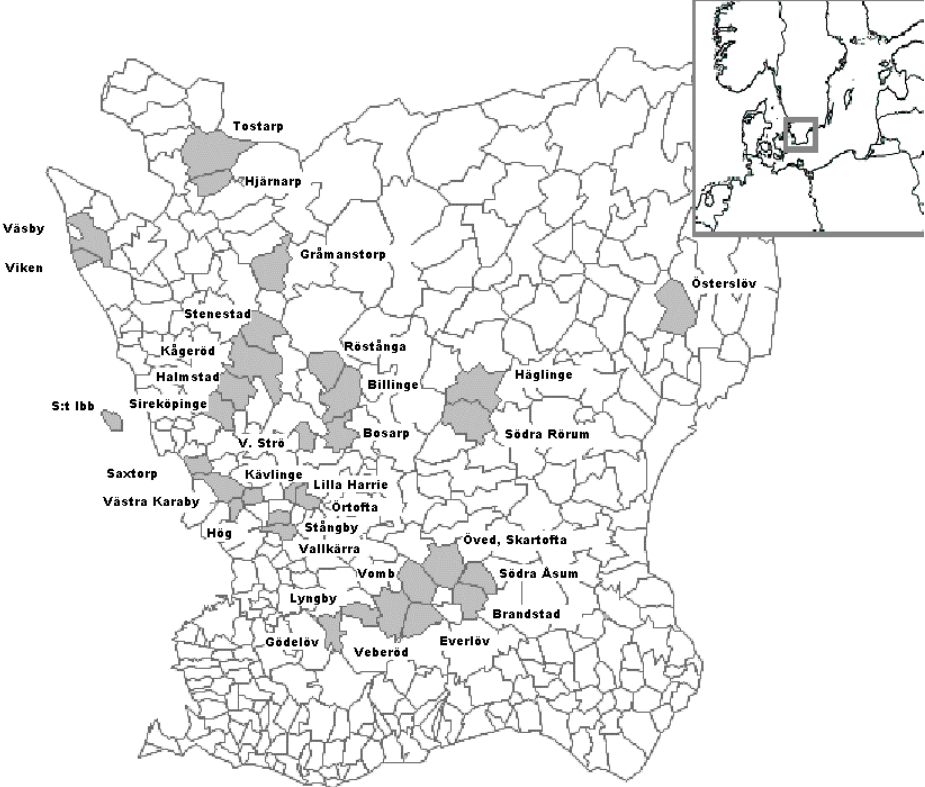 Tostarp
Hjärnarp
Väsby
Gråmanstorp
Viken
Österslöv
Stenestad
Röstånga
Kågeröd
Halmstad
Häglinge
Billinge
S:t Ibb
Sireköpinge
V. Strö
Bosarp
Södra Rörum
Saxtorp
Kävlinge
Lilla Harrie
Västra Karaby
Örtofta
Hög
Stångby
Öved, Skartofta
Vallkärra
Vomb
Södra Åsum
Lyngby
Brandstad
Gödelöv
Everlöv
Veberöd